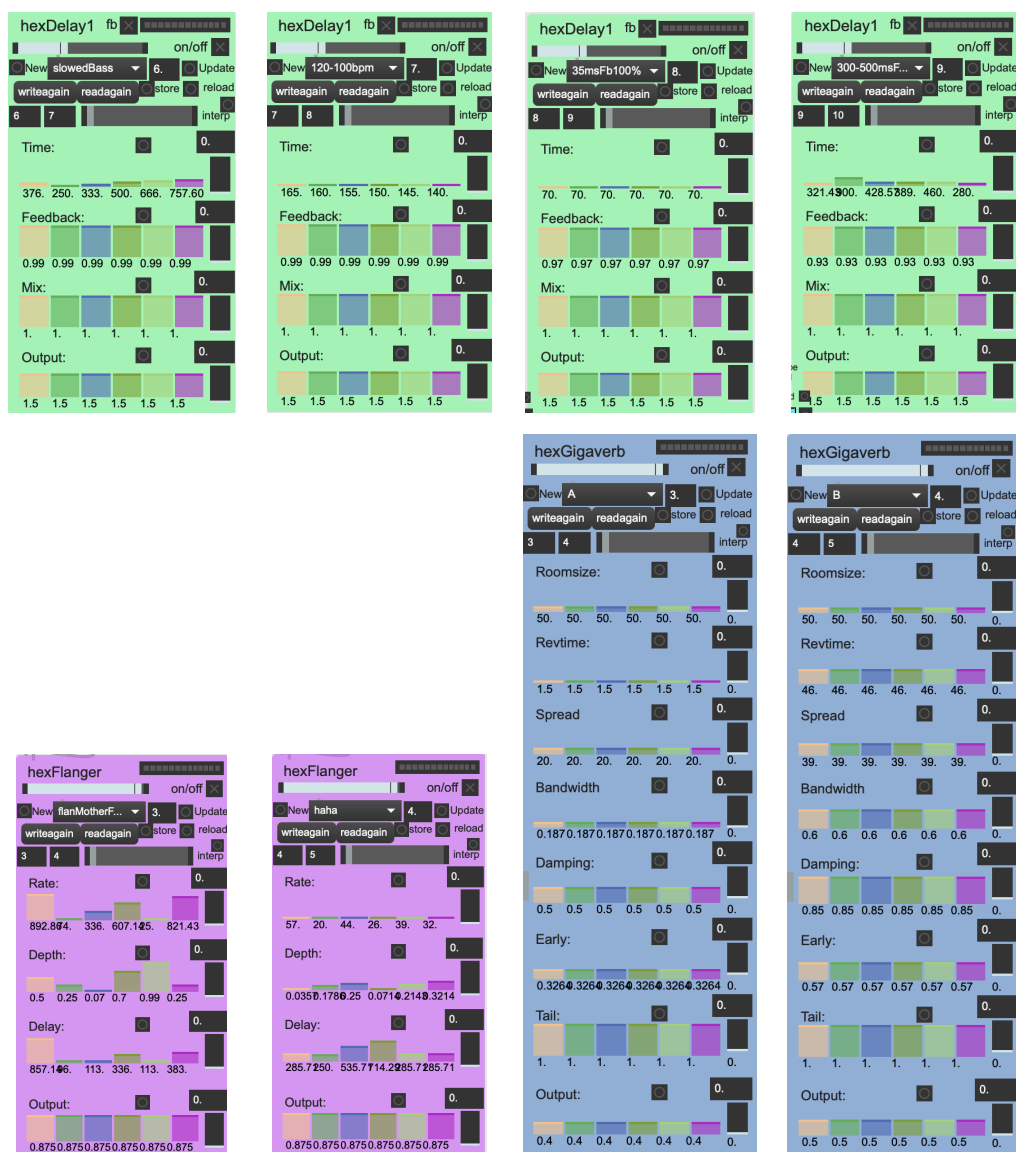 hexDelay1 fb
on/off
New slowedBass 6. Update
writeagain readagain store reload
6 7 interp
Time: 0.
376. 250. 333. 500. 666. 757.60
Feedback: 0.
0.99 0.99 0.99 0.99 0.99 0.99
Mix: 0.
1. 1. 1. 1. 1. 1.
Output: 0.
1.5 1.5 1.5 1.5 1.5 1.5
hexDelay1 fb
on/off
New 120-100bpm 7. Update
writeagain readagain store reload
7 8 interp
Time: 0.
165. 160. 155. 150. 145. 140.
Feedback: 0.
0.99 0.99 0.99 0.99 0.99 0.99
Mix: 0.
1. 1. 1. 1. 1. 1.
Output: 0.
1.5 1.5 1.5 1.5 1.5 1.5
hexDelay1 fb
on/off
New 35msFb100% 8. Update
writeagain readagain store reload
8 9 interp
Time: 0.
70. 70. 70. 70. 70. 70.
Feedback: 0.
0.97 0.97 0.97 0.97 0.97 0.97
Mix: 0.
1. 1. 1. 1. 1. 1.
Output: 0.
1.5 1.5 1.5 1.5 1.5 1.5
hexDelay1 fb
on/off
New 300-500msF... 9. Update
writeagain readagain store reload
9 10 interp
Time: 0.
321.43 300. 428.57 389. 460. 280.
Feedback: 0.
0.93 0.93 0.93 0.93 0.93 0.93
Mix: 0.
1. 1. 1. 1. 1. 1.
Output: 0.
1.5 1.5 1.5 1.5 1.5 1.5
hexGigaverb
on/off
New A 3. Update
writeagain readagain store reload
3 4 interp
Roomsize: 0.
50. 50. 50. 50. 50. 50. 0.
Revtime: 0.
1.5 1.5 1.5 1.5 1.5 1.5 0.
Spread 0.
20. 20. 20. 20. 20. 20. 0.
Bandwidth 0.
0.187 0.187 0.187 0.187 0.187 0.187 0.
Damping: 0.
0.5 0.5 0.5 0.5 0.5 0.5 0.
Early: 0.
0.3264 0.3264 0.3264 0.3264 0.3264 0.3264 0.
Tail: 0.
1. 1. 1. 1. 1. 1. 0.
Output: 0.
0.4 0.4 0.4 0.4 0.4 0.4 0.
hexGigaverb
on/off
New B 4. Update
writeagain readagain store reload
4 5 interp
Roomsize: 0.
50. 50. 50. 50. 50. 50. 0.
Revtime: 0.
46. 46. 46. 46. 46. 46. 0.
Spread 0.
39. 39. 39. 39. 39. 39. 0.
Bandwidth 0.
0.6 0.6 0.6 0.6 0.6 0.6 0.
Damping: 0.
0.85 0.85 0.85 0.85 0.85 0.85 0.
Early: 0.
0.57 0.57 0.57 0.57 0.57 0.57 0.
Tail: 0.
1. 1. 1. 1. 1. 1. 0.
Output: 0.
0.5 0.5 0.5 0.5 0.5 0.5 0.
hexFlanger
on/off
New flanMotherF... 3. Update
writeagain readagain store reload
3 4 interp
Rate: 0.
892.86 74. 336. 607.14 25. 821.43
Depth: 0.
0.5 0.25 0.07 0.7 0.99 0.25
Delay: 0.
857.14 96. 113. 336. 113. 383.
Output: 0.
0.875 0.875 0.875 0.875 0.875 0.875
hexFlanger
on/off
New haha 4. Update
writeagain readagain store reload
4 5 interp
Rate: 0.
57. 20. 44. 26. 39. 32.
Depth: 0.
0.0357 0.1786 0.25 0.0714 0.2143 0.3214
Delay: 0.
285.71 250. 535.71 714.29 285.71 285.71
Output: 0.
0.875 0.875 0.875 0.875 0.875 0.875